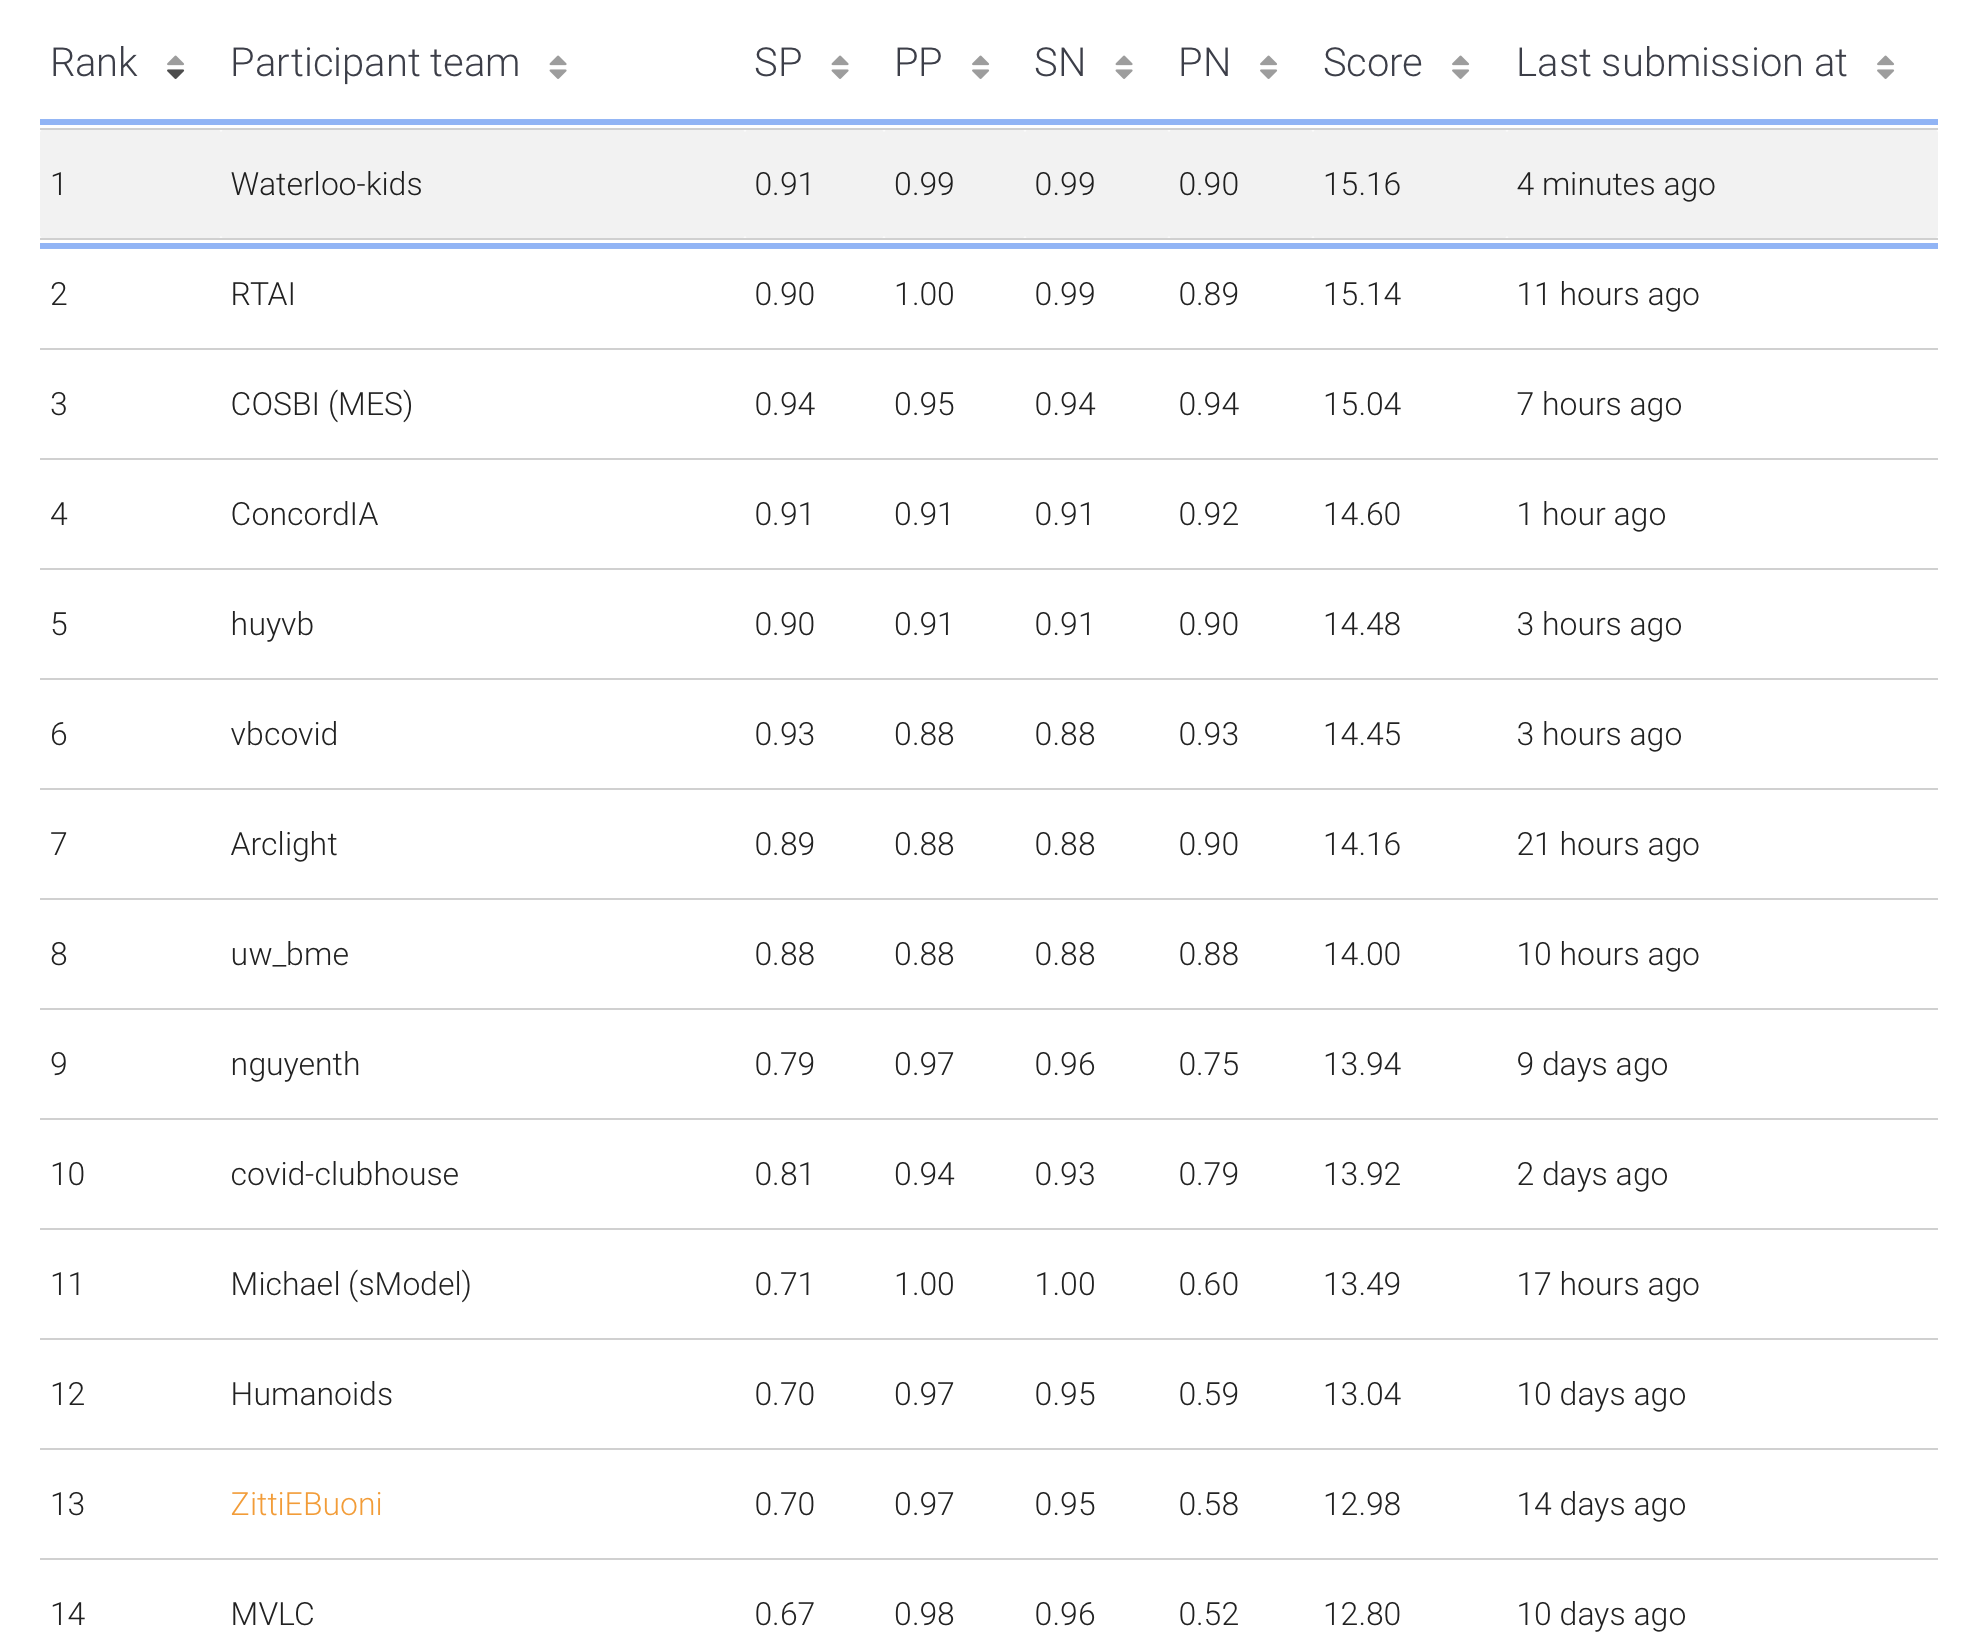 Rank Participant team SP PP SN PN Score Last submission at
1 Waterloo-kids 0.91 0.99 0.99 0.90 15.16 4 minutes ago
2 RTAI 0.90 1.00 0.99 0.89 15.14 11 hours ago
3 COSBI (MES) 0.94 0.95 0.94 0.94 15.04 7 hours ago
4 ConcordIA 0.91 0.91 0.91 0.92 14.60 1 hour ago
5 huyvb 0.90 0.91 0.91 0.90 14.48 3 hours ago
6 vbcovid 0.93 0.88 0.88 0.93 14.45 3 hours ago
7 Arclight 0.89 0.88 0.88 0.90 14.16 21 hours ago
8 uw_bme 0.88 0.88 0.88 0.88 14.00 10 hours ago
9 nguyenth 0.79 0.97 0.96 0.75 13.94 9 days ago
10 covid-clubhouse 0.81 0.94 0.93 0.79 13.92 2 days ago
11 Michael (sModel) 0.71 1.00 1.00 0.60 13.49 17 hours ago
12 Humanoids 0.70 0.97 0.95 0.59 13.04 10 days ago
13 ZittiEBuoni 0.70 0.97 0.95 0.58 12.98 14 days ago
14 MVLC 0.67 0.98 0.96 0.52 12.80 10 days ago